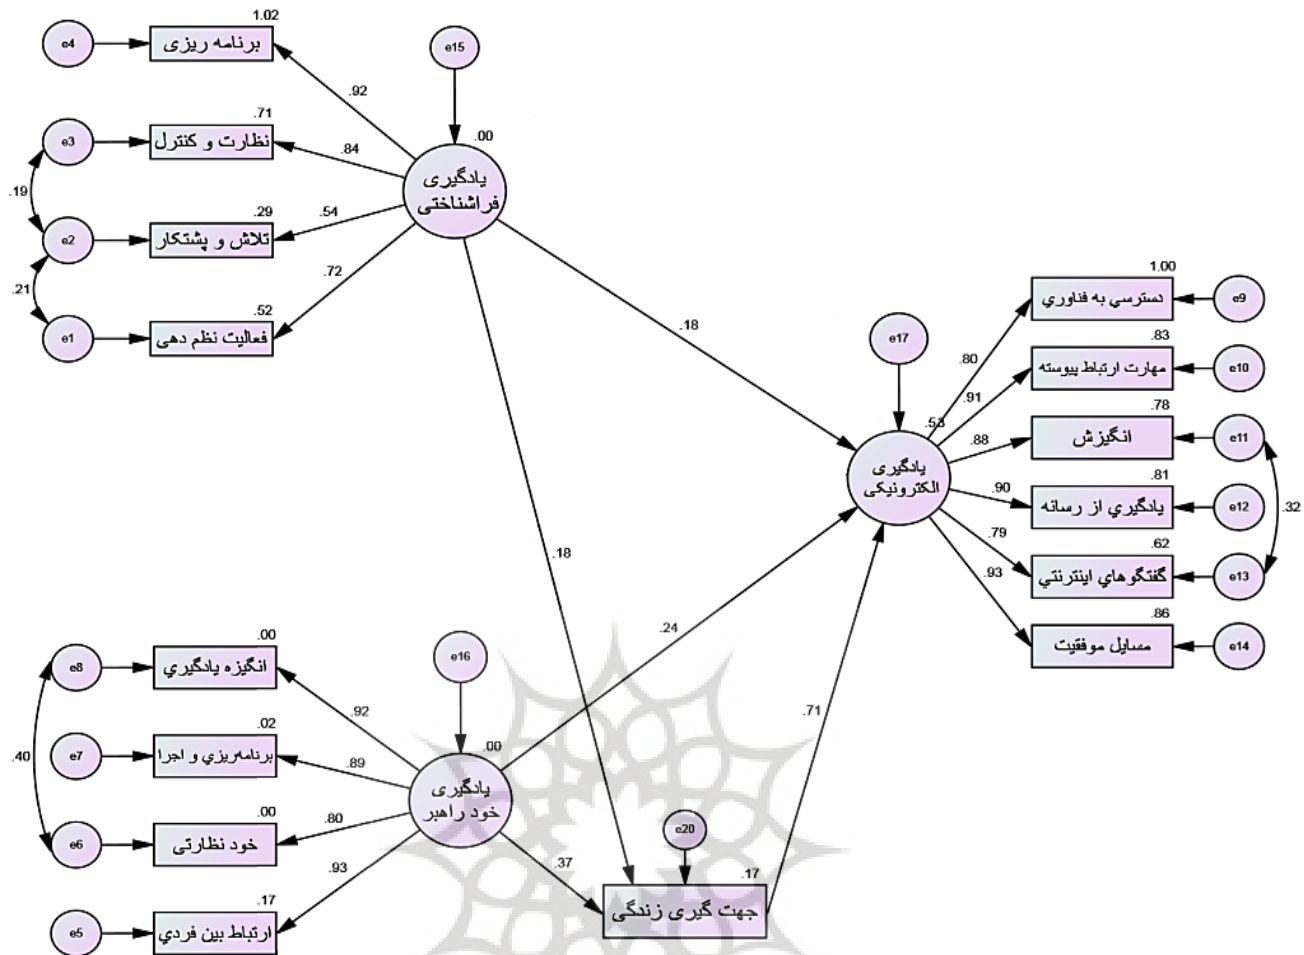 1.02
e4
برنامه ریزی
e15
.92
.71
e3
نظارت و کنترل
.84
.00
یادگیری
فراشناختی
.19
.29
e2
تلاش و پشتکار
.54
.21
.72
.52
e1
فعالیت نظم دهی
.18
1.00
دسترسي به فناوري
e9
e17
.80
.83
مهارت ارتباط پیوسته
e10
.91
.53
.78
انگیزش
e11
.88
یادگیری
الکترونیکی
.81
.90
یادگیري از رسانه
e12
.32
.79
.62
گفتگوهاي اینترنتي
e13
.93
.86
مسایل موفقیت
e14
.18
.24
.71
.00
e8
انگیزه یادگیري
e16
.92
.02
.40
e7
برنامه‌ریزي و اجرا
.89
.00
یادگیری
خود راهبر
.00
e6
خود نظارتی
.80
.93
.37
e20
.17
جهت گیری زندگی
.17
e5
ارتباط بین فردي